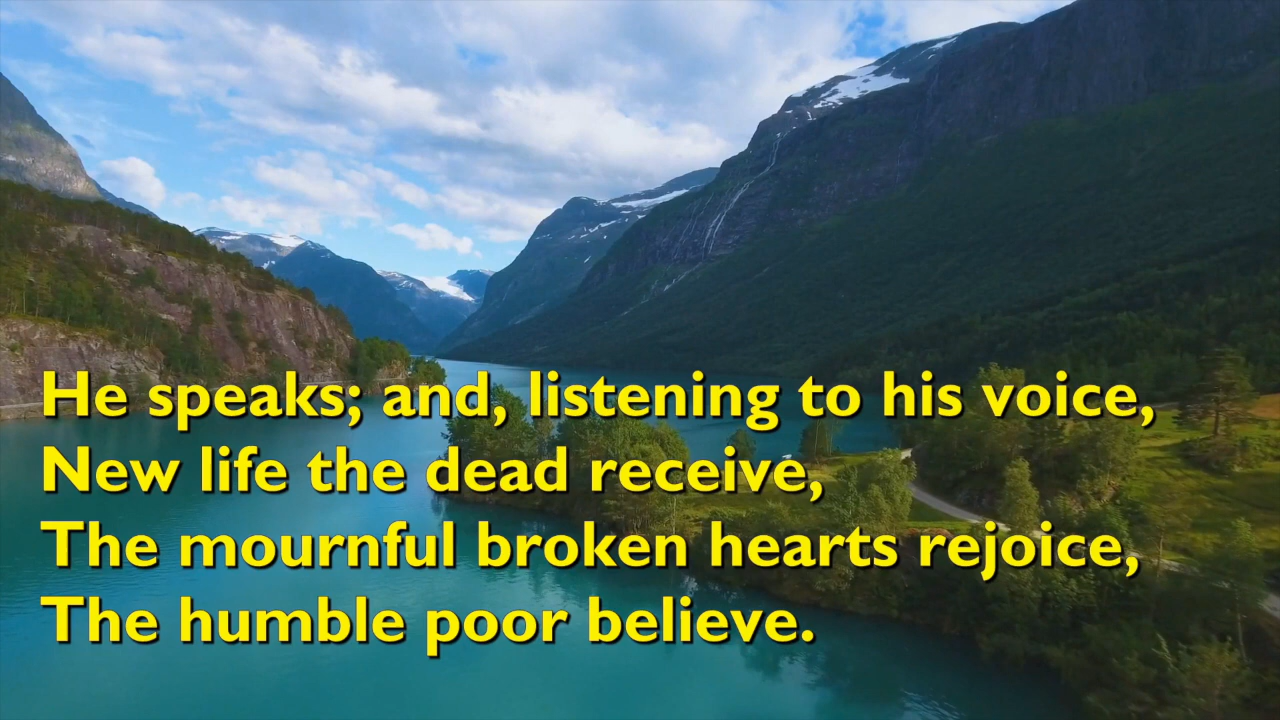 He speaks; and, listening to his voice,
New life the dead receive,
The mournful broken hearts rejoice,
The humble poor believe.